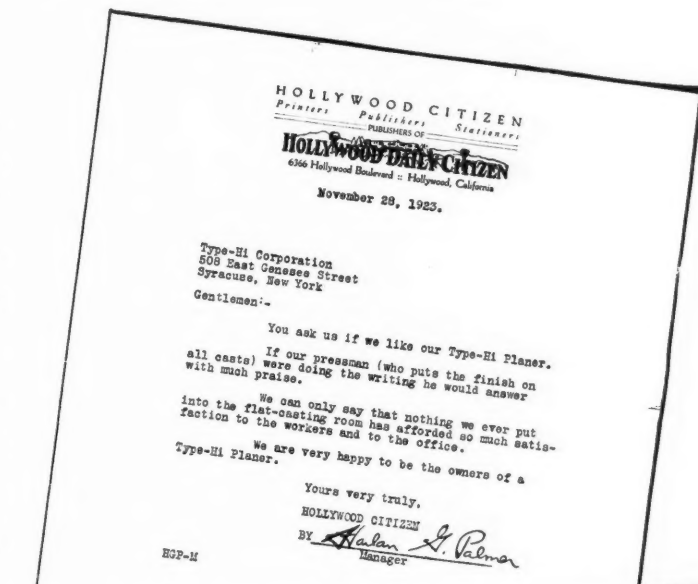 HOLLYWOOD CITIZEN
Printers Publishers Stationers
PUBLISHERS OF
HOLLYWOOD DAILY CITIZEN
6366 Hollywood Boulevard :: Hollywood, California
November 28, 1923.
Type-Hi Corporation
508 East Genesee Street
Syracuse, New York
Gentlemen:-
You ask us if we like our Type-Hi Planer.
If our pressman (who puts the finish on
all casts) were doing the writing he would answer
with much praise.
We can only say that nothing we ever put
into the flat-casting room has afforded so much satis-
faction to the workers and to the office.
We are very happy to be the owners of a
Type-Hi Planer.
Yours very truly,
HOLLYWOOD CITIZEN
BY Harlan G. Palmer
Manager
HGP-M